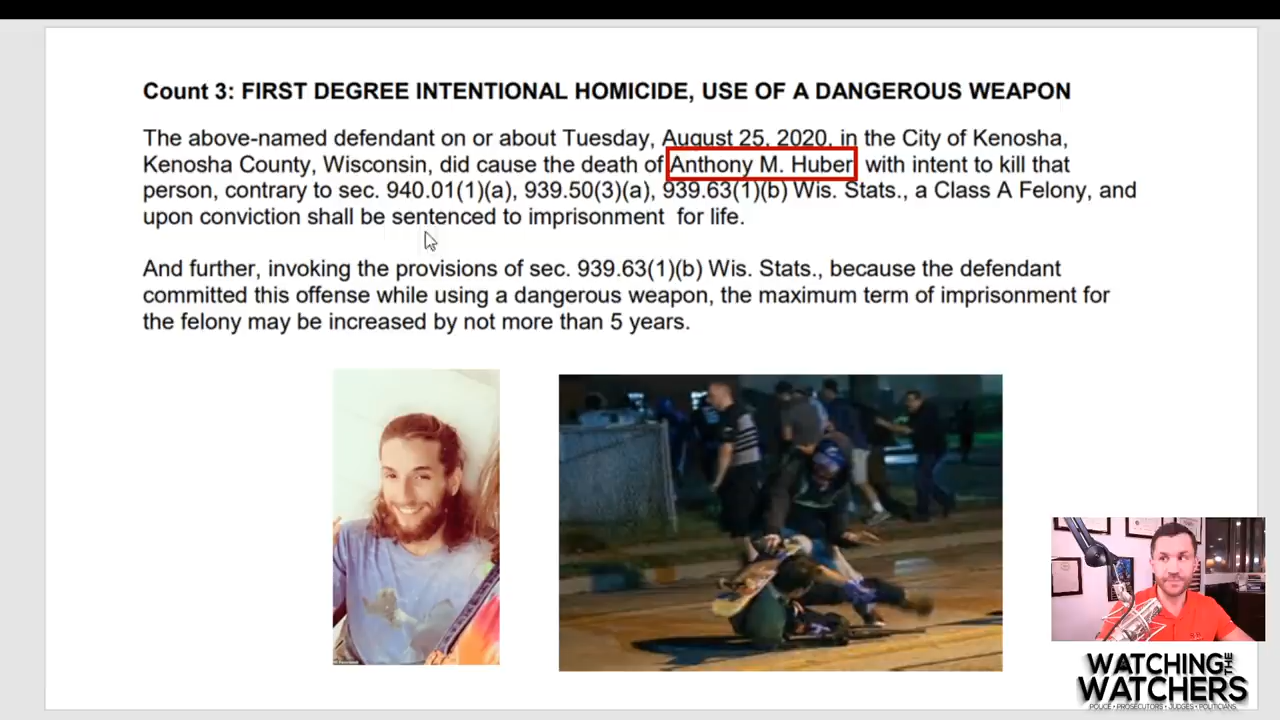 Count 3: FIRST DEGREE INTENTIONAL HOMICIDE, USE OF A DANGEROUS WEAPON
The above-named defendant on or about Tuesday, August 25, 2020, in the City of Kenosha,
Kenosha County, Wisconsin, did cause the death of Anthony M. Huber with intent to kill that
person, contrary to sec. 940.01(1)(a), 939.50(3)(a), 939.63(1)(b) Wis. Stats., a Class A Felony, and
upon conviction shall be sentenced to imprisonment  for life.
And further, invoking the provisions of sec. 939.63(1)(b) Wis. Stats., because the defendant
committed this offense while using a dangerous weapon, the maximum term of imprisonment for
the felony may be increased by not more than 5 years.
WATCHING THE
WATCHERS
POLICE • PROSECUTORS • JUDGES • POLITICIANS